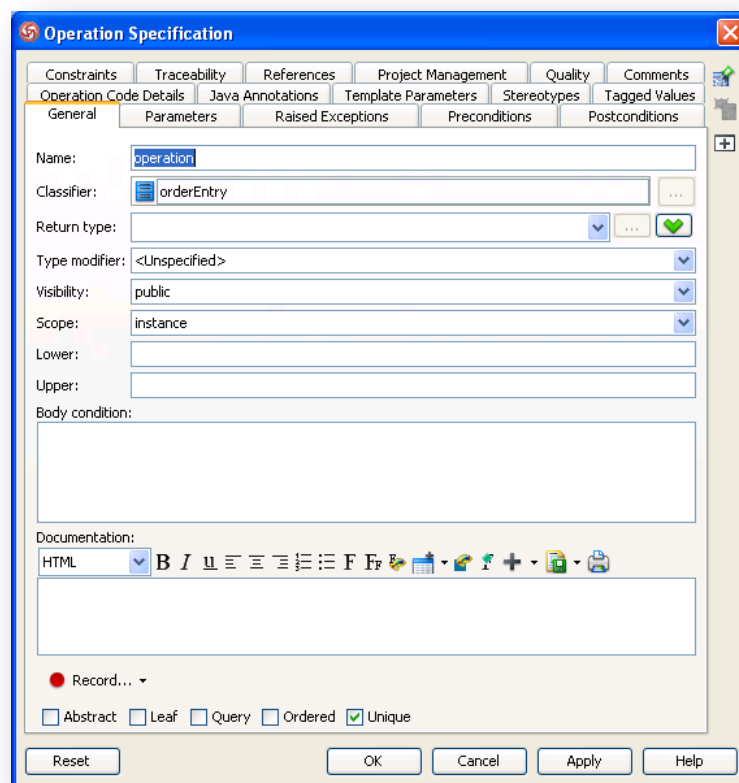 Operation Specification
Constraints Traceability References Project Management Quality Comments
Operation Code Details Java Annotations Template Parameters Stereotypes Tagged Values
General Parameters Raised Exceptions Preconditions Postconditions
Name: operation
Classifier: orderEntry ...
Return type: ...
Type modifier: <Unspecified>
Visibility: public
Scope: instance
Lower:
Upper:
Body condition:
Documentation:
HTML B I u F FF
Record...
Abstract Leaf Query Ordered Unique
Reset OK Cancel Apply Help